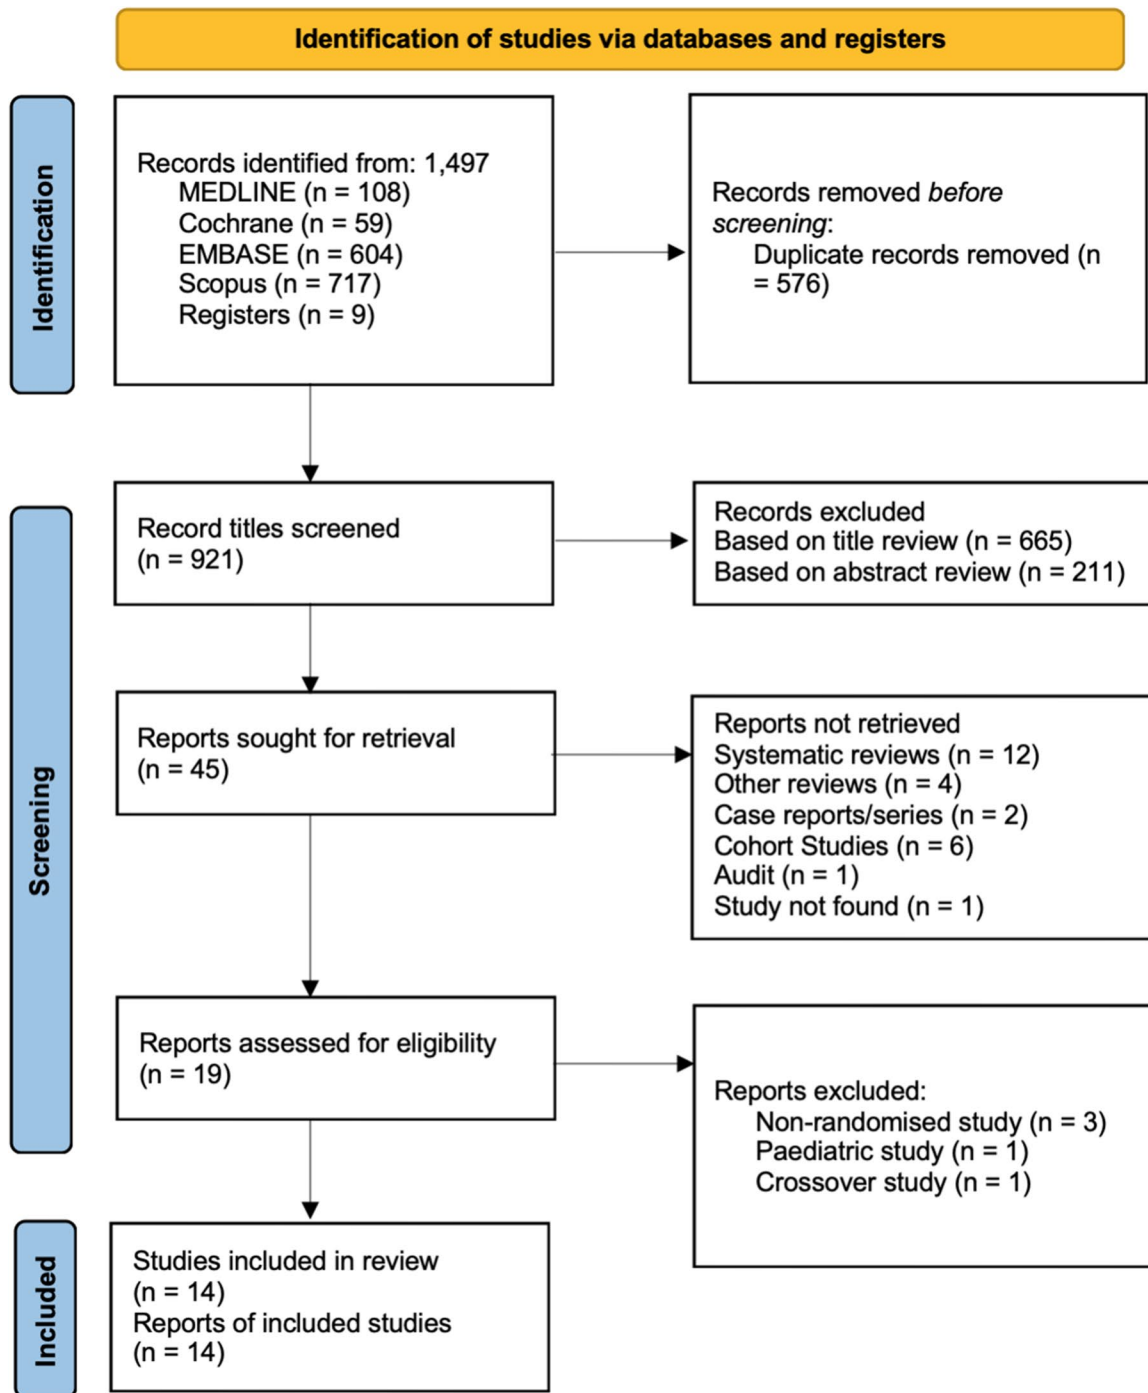 Identification of studies via databases and registers
Identification
Records identified from: 1,497
MEDLINE (n = 108)
Cochrane (n = 59)
EMBASE (n = 604)
Scopus (n = 717)
Registers (n = 9)
Records removed before
screening:
Duplicate records removed (n
= 576)
Screening
Record titles screened
(n = 921)
Records excluded
Based on title review (n = 665)
Based on abstract review (n = 211)
Reports sought for retrieval
(n = 45)
Reports not retrieved
Systematic reviews (n = 12)
Other reviews (n = 4)
Case reports/series (n = 2)
Cohort Studies (n = 6)
Audit (n = 1)
Study not found (n = 1)
Reports assessed for eligibility
(n = 19)
Reports excluded:
Non-randomised study (n = 3)
Paediatric study (n = 1)
Crossover study (n = 1)
Included
Studies included in review
(n = 14)
Reports of included studies
(n = 14)